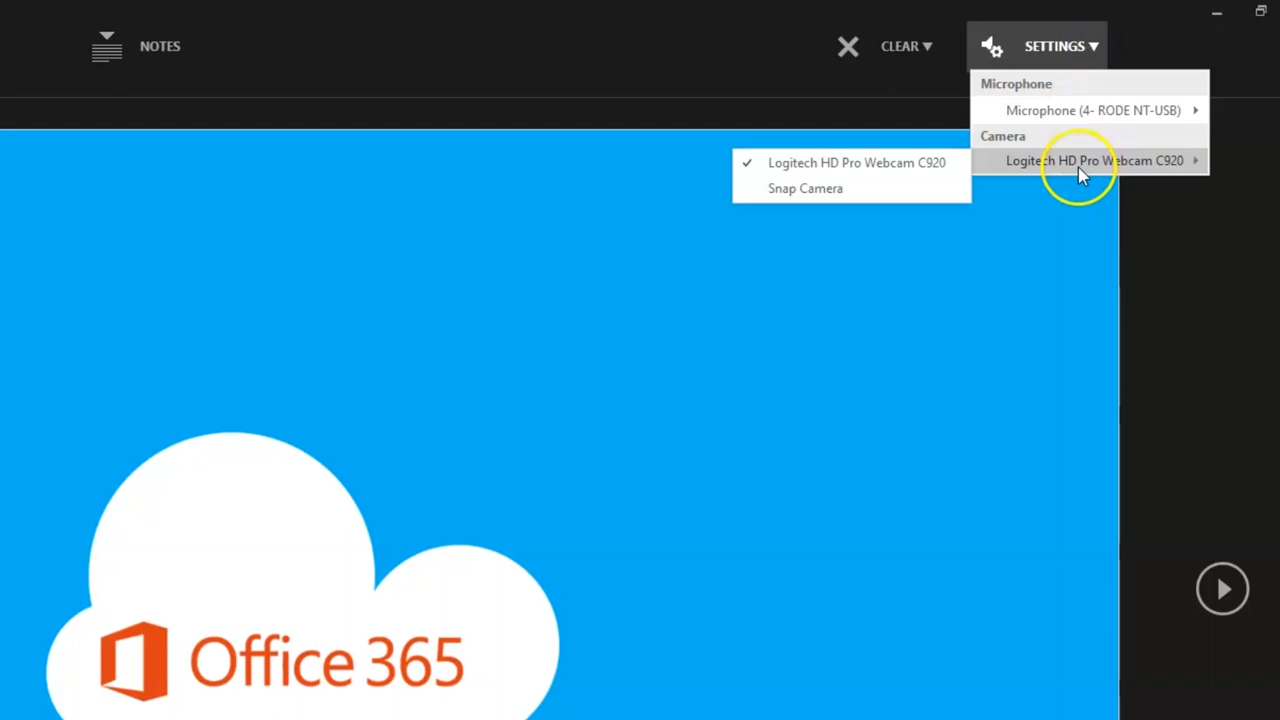 NOTES
CLEAR
SETTINGS
Microphone
Microphone (4- RODE NT-USB)
Camera
Logitech HD Pro Webcam C920
Logitech HD Pro Webcam C920
Snap Camera
Office 365